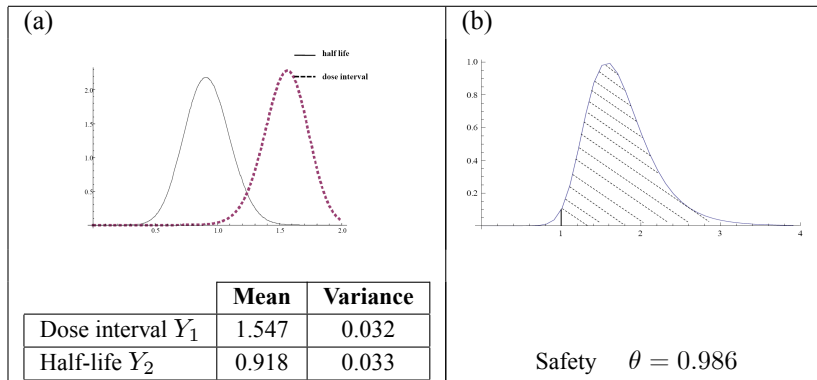 (a)
half life
dose interval
2.0
1.5
1.0
0.5
0.5 1.0 1.5 2.0
Mean Variance
Dose interval Y₁ 1.547 0.032
Half-life Y₂ 0.918 0.033
(b)
1.0
0.8
0.6
0.4
0.2
1 2 3 4
Safety θ = 0.986